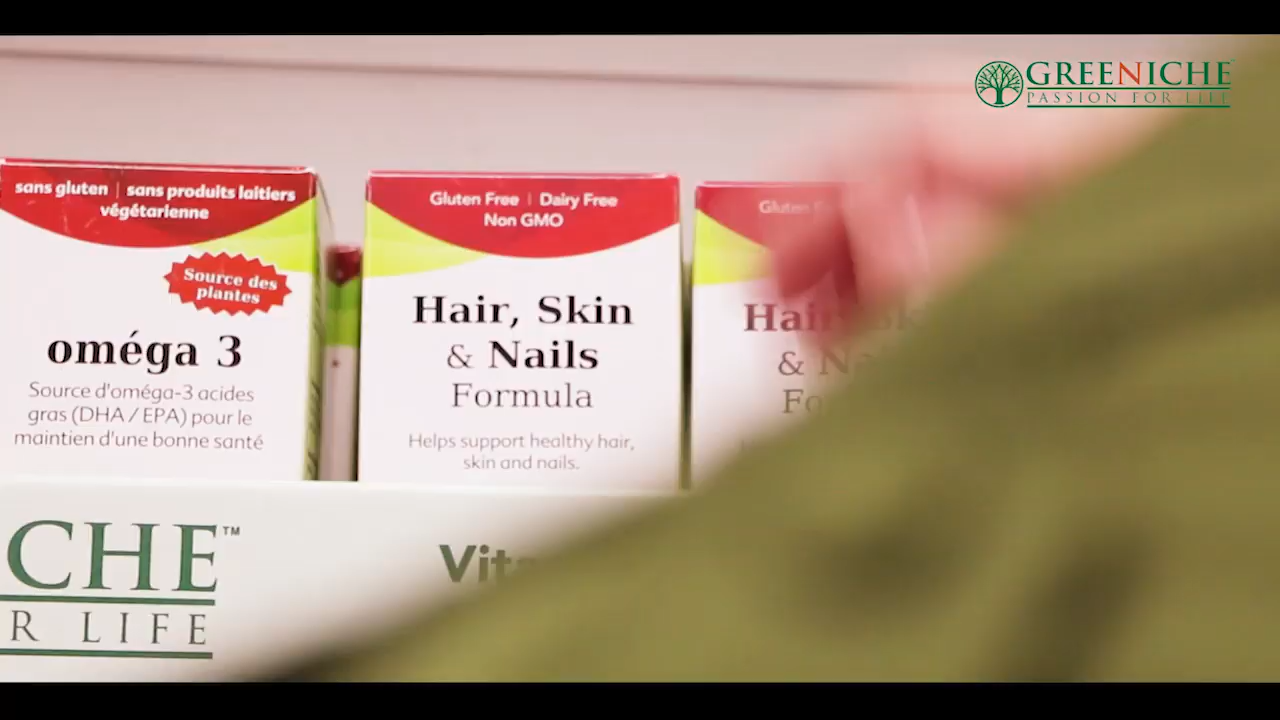 GREENICHE
PASSION FOR LIFE
sans gluten | sans produits laitiers
végétarienne
Source des
plantes
oméga 3
Source d'oméga-3 acides
gras (DHA / EPA) pour le
maintien d'une bonne santé
Gluten Free | Dairy Free
Non GMO
Hair, Skin
& Nails
Formula
Helps support healthy hair,
skin and nails.
Gluten
Hair,
&
CHE™
R LIFE